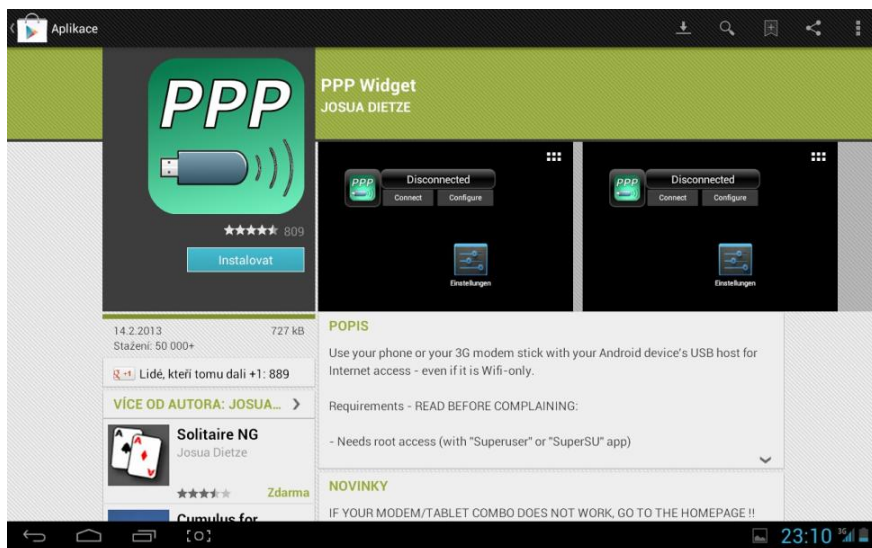 Aplikace
PPP
PPP Widget
JOSUA DIETZE
809
Instalovat
PPP
Disconnected
Connect
Configure
Einstellungen
PPP
Disconnected
Connect
Configure
Einstellungen
14.2.2013
727 kB
Stažení: 50 000+
g +1 Lidé, kteří tomu dali +1: 889
VÍCE OD AUTORA: JOSUA...
Solitaire NG
Josua Dietze
Zdarma
Cumulus for
POPIS
Use your phone or your 3G modem stick with your Android device's USB host for
Internet access - even if it is Wifi-only.
Requirements - READ BEFORE COMPLAINING:
- Needs root access (with "Superuser" or "SuperSU" app)
NOVINKY
IF YOUR MODEM/TABLET COMBO DOES NOT WORK, GO TO THE HOMEPAGE !!
23:10
3G